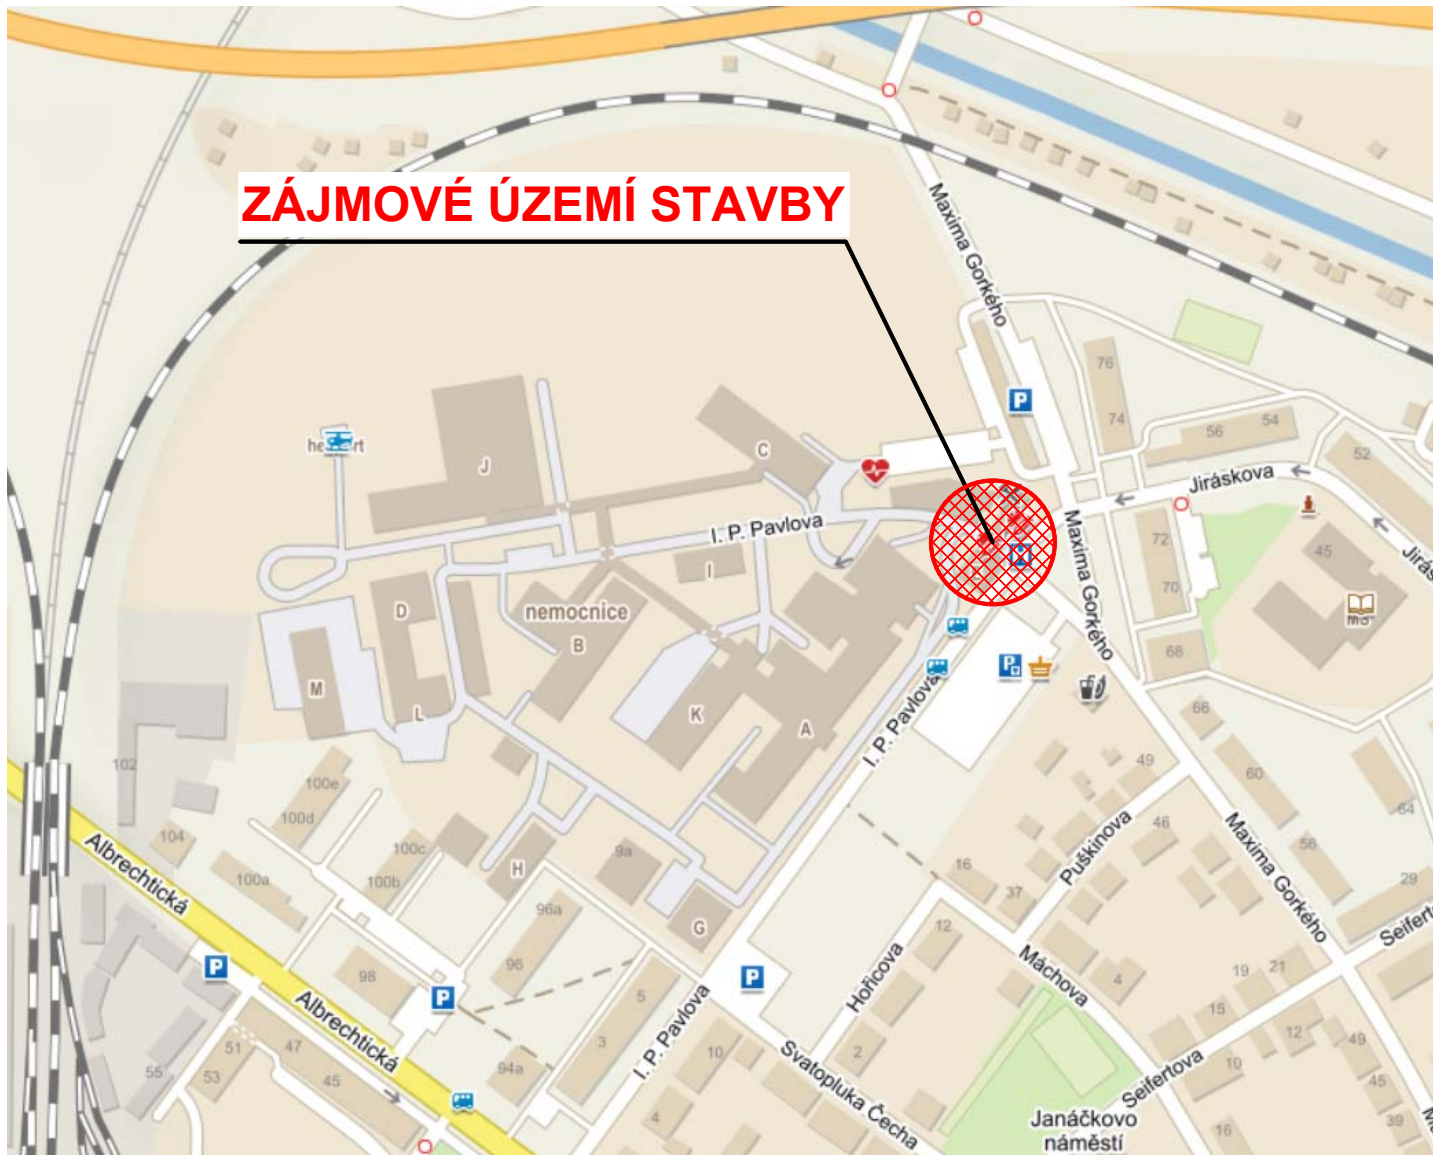 ZÁJMOVÉ ÚZEMÍ STAVBY
Maxima Gorkého
76
P
74
54
56
52
C
J
Jiráskova
I. P. Pavlova
Maxima Gorkého
72
45
70
I
D
nemocnice
B
68
M
L
K
A
P
I. P. Pavlova
66
49
60
64
102
100e
100d
104
100c
100b
100a
9a
H
G
46
Puškinova
Maxima Gorkého
56
29
16
37
12
Albrechtická
96a
96
98
P
P
P
Hořicova
Máchova
4
19
21
15
12
49
Albrechtická
5
3
I. P. Pavlova
10
2
Svatopluka Čecha
Seifertova
10
45
39
51
47
53
45
55
94a
4
Janáčkovo
náměstí
16